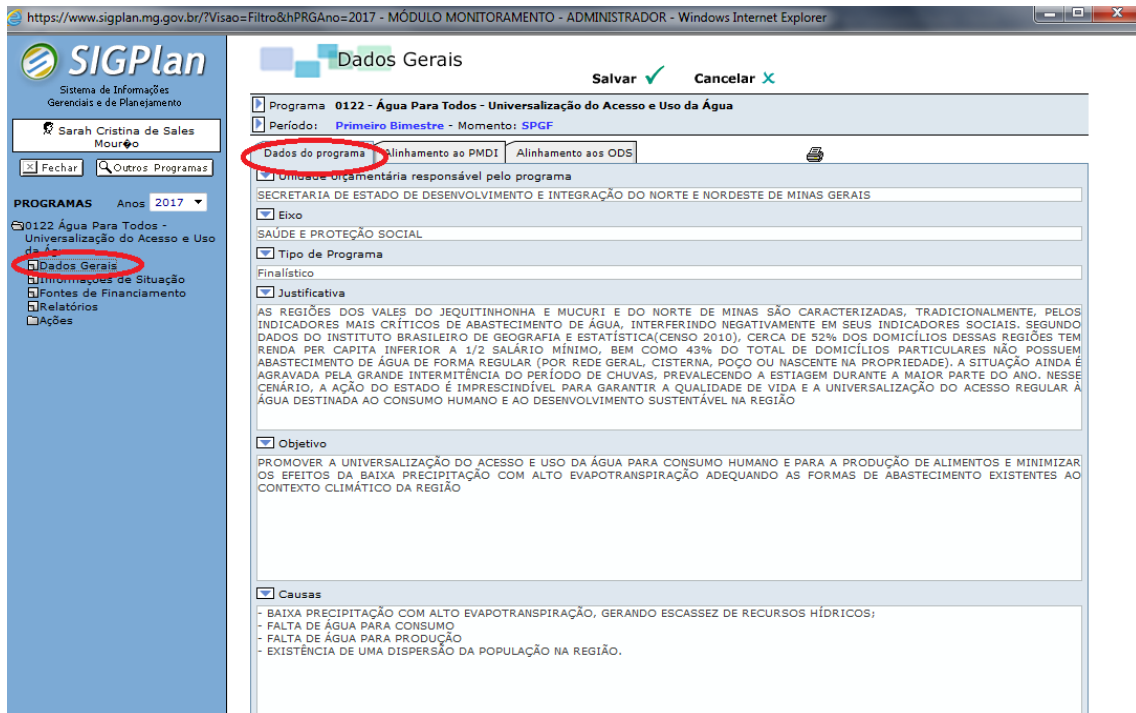 https://www.sigplan.mg.gov.br/?Visao=Filtro&hPRGAno=2017 - MÓDULO MONITORAMENTO - ADMINISTRADOR - Windows Internet Explorer
SIGPlan
Sistema de Informações
Gerenciais e de Planejamento
Sarah Cristina de Sales
Mour�o
Fechar
Outros Programas
PROGRAMAS Anos 2017
0122 Água Para Todos -
Universalização do Acesso e Uso
da
Dados Gerais
Informações de Situação
Fontes de Financiamento
Relatórios
Ações
Dados Gerais
Salvar Cancelar X
Programa 0122 - Água Para Todos - Universalização do Acesso e Uso da Água
Período: Primeiro Bimestre - Momento: SPGF
Dados do programa Alinhamento ao PMDI Alinhamento aos ODS
Unidade orçamentária responsável pelo programa
SECRETARIA DE ESTADO DE DESENVOLVIMENTO E INTEGRAÇÃO DO NORTE E NORDESTE DE MINAS GERAIS
Eixo
SAÚDE E PROTEÇÃO SOCIAL
Tipo de Programa
Finalístico
Justificativa
AS REGIÕES DOS VALES DO JEQUITINHONHA E MUCURI E DO NORTE DE MINAS SÃO CARACTERIZADAS, TRADICIONALMENTE, PELOS
INDICADORES MAIS CRÍTICOS DE ABASTECIMENTO DE ÁGUA, INTERFERINDO NEGATIVAMENTE EM SEUS INDICADORES SOCIAIS. SEGUNDO
DADOS DO INSTITUTO BRASILEIRO DE GEOGRAFIA E ESTATÍSTICA(CENSO 2010), CERCA DE 52% DOS DOMICÍLIOS DESSAS REGIÕES TEM
RENDA PER CAPITA INFERIOR A 1/2 SALÁRIO MÍNIMO, BEM COMO 43% DO TOTAL DE DOMICÍLIOS PARTICULARES NÃO POSSUEM
ABASTECIMENTO DE ÁGUA DE FORMA REGULAR (POR REDE GERAL, CISTERNA, POÇO OU NASCENTE NA PROPRIEDADE). A SITUAÇÃO AINDA É
AGRAVADA PELA GRANDE INTERMITÊNCIA DO PERÍODO DE CHUVAS, PREVALECENDO A ESTIAGEM DURANTE A MAIOR PARTE DO ANO. NESSE
CENÁRIO, A AÇÃO DO ESTADO É IMPRESCINDÍVEL PARA GARANTIR A QUALIDADE DE VIDA E A UNIVERSALIZAÇÃO DO ACESSO REGULAR À
ÁGUA DESTINADA AO CONSUMO HUMANO E AO DESENVOLVIMENTO SUSTENTÁVEL NA REGIÃO
Objetivo
PROMOVER A UNIVERSALIZAÇÃO DO ACESSO E USO DA ÁGUA PARA CONSUMO HUMANO E PARA A PRODUÇÃO DE ALIMENTOS E MINIMIZAR
OS EFEITOS DA BAIXA PRECIPITAÇÃO COM ALTO EVAPOTRANSPIRAÇÃO ADEQUANDO AS FORMAS DE ABASTECIMENTO EXISTENTES AO
CONTEXTO CLIMÁTICO DA REGIÃO
Causas
- BAIXA PRECIPITAÇÃO COM ALTO EVAPOTRANSPIRAÇÃO, GERANDO ESCASSEZ DE RECURSOS HÍDRICOS;
- FALTA DE ÁGUA PARA CONSUMO
- FALTA DE ÁGUA PARA PRODUÇÃO
- EXISTÊNCIA DE UMA DISPERSÃO DA POPULAÇÃO NA REGIÃO.